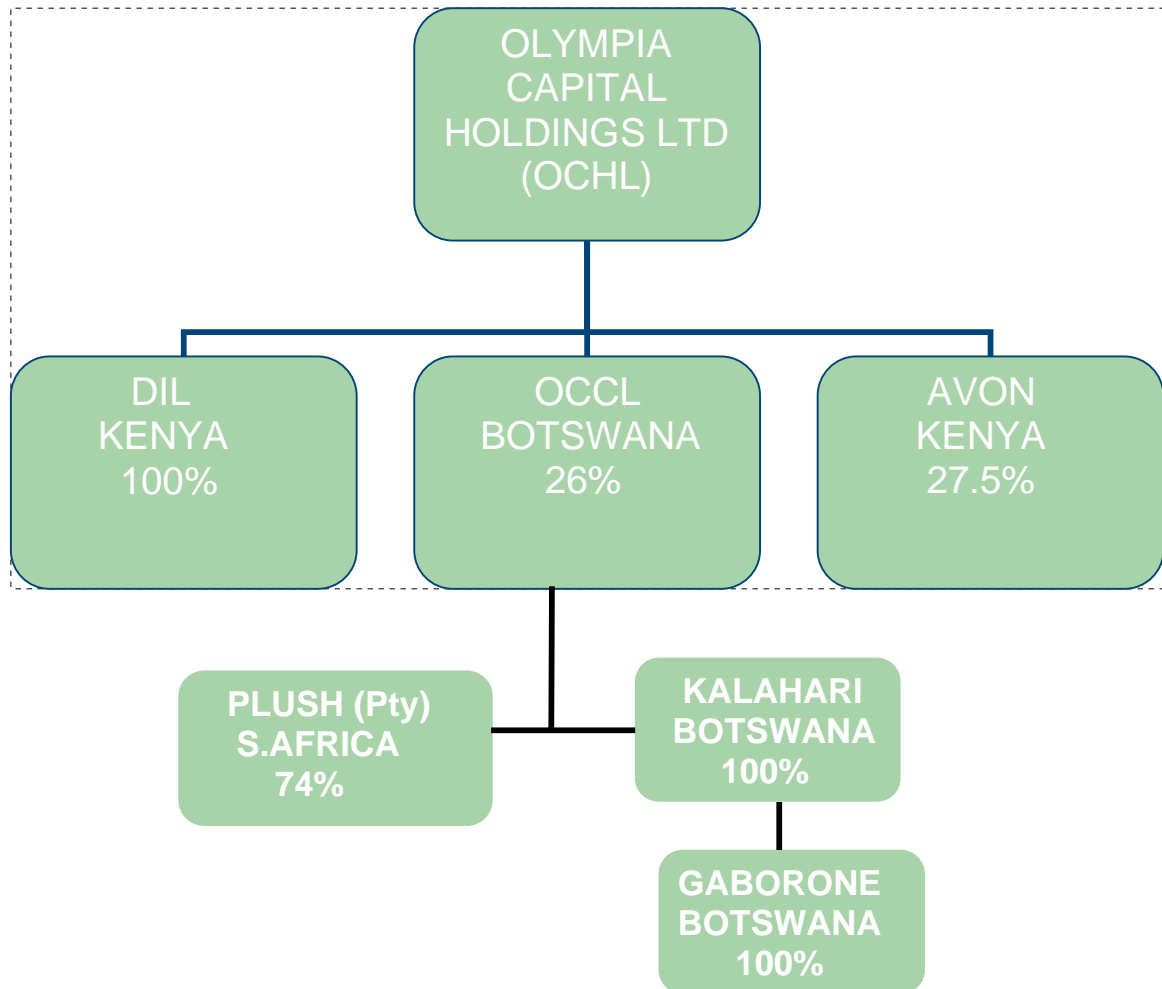 OLYMPIA
CAPITAL
HOLDINGS LTD
(OCHL)
DIL
KENYA
100%
OCCL
BOTSWANA
26%
AVON
KENYA
27.5%
PLUSH (Pty)
S.AFRICA
74%
KALAHARI
BOTSWANA
100%
GABORONE
BOTSWANA
100%